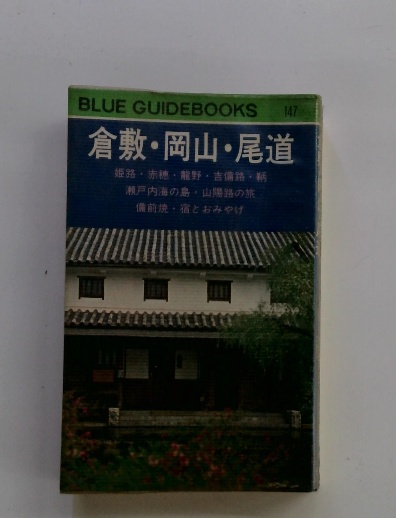 BLUE GUIDEBOOKS 147
倉敷・岡山・尾道
姫路・赤穂・龍野・吉備路・鞆
瀬戸内海の島・山陽路の旅
備前焼・宿とおみやげ